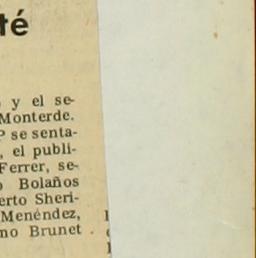 té
y el se-
Monterde.
P se senta-
, el publi-
Ferrer, se-
o Bolaños
erto Sheri-
Menéndez,
no Brunet